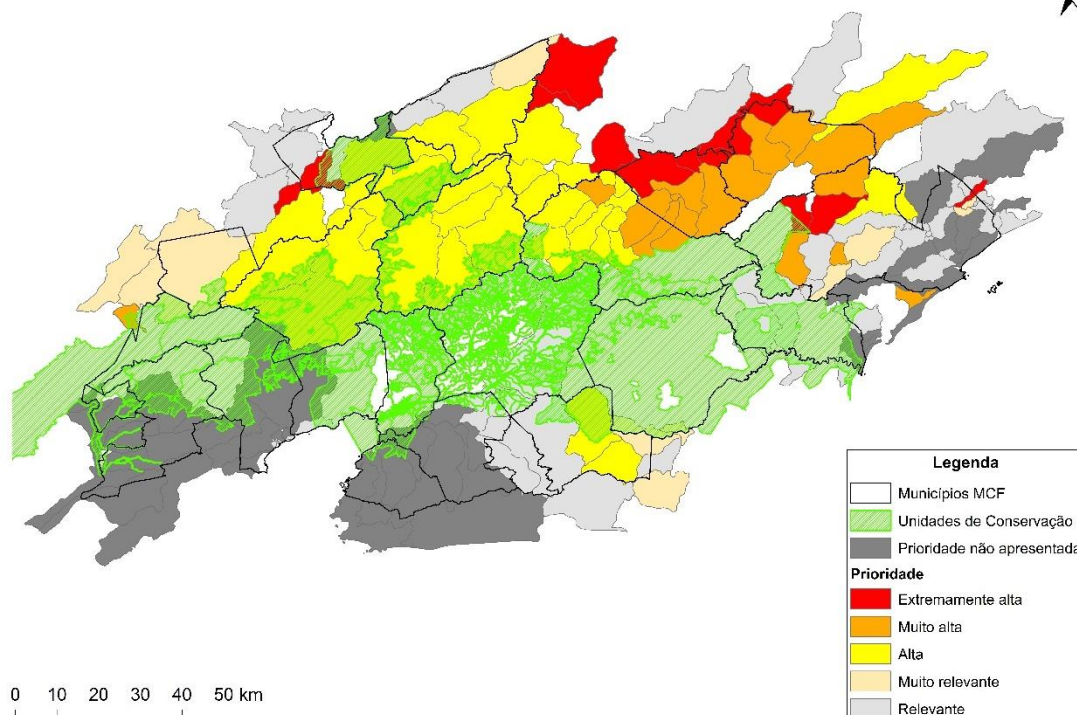 Legenda
Municípios MCF
Unidades de Conservação
Prioridade não apresentada
Prioridade
Extremamente alta
Muito alta
Alta
Muito relevante
Relevante
0 10 20 30 40 50 km